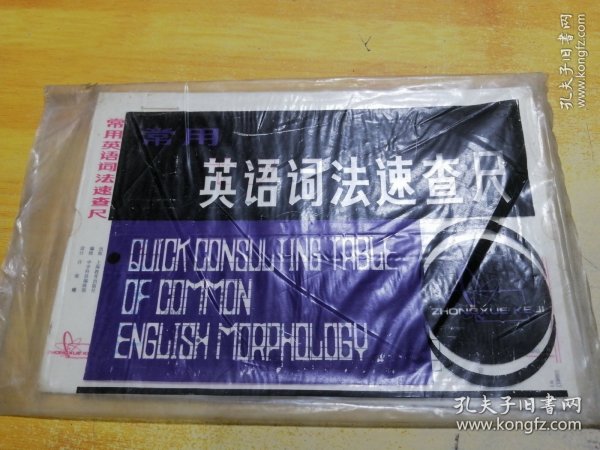 常用
英语词法速查尺
QUICK CONSULTING TABLE
OF COMMON
ENGLISH MORPHOLOGY
ZHONGXUE KEJI
常用英语词法速查尺
ZHONGXUE KEJI
孔夫子旧书网
www.kongfz.com
孔夫子旧书网
www.kongfz.com